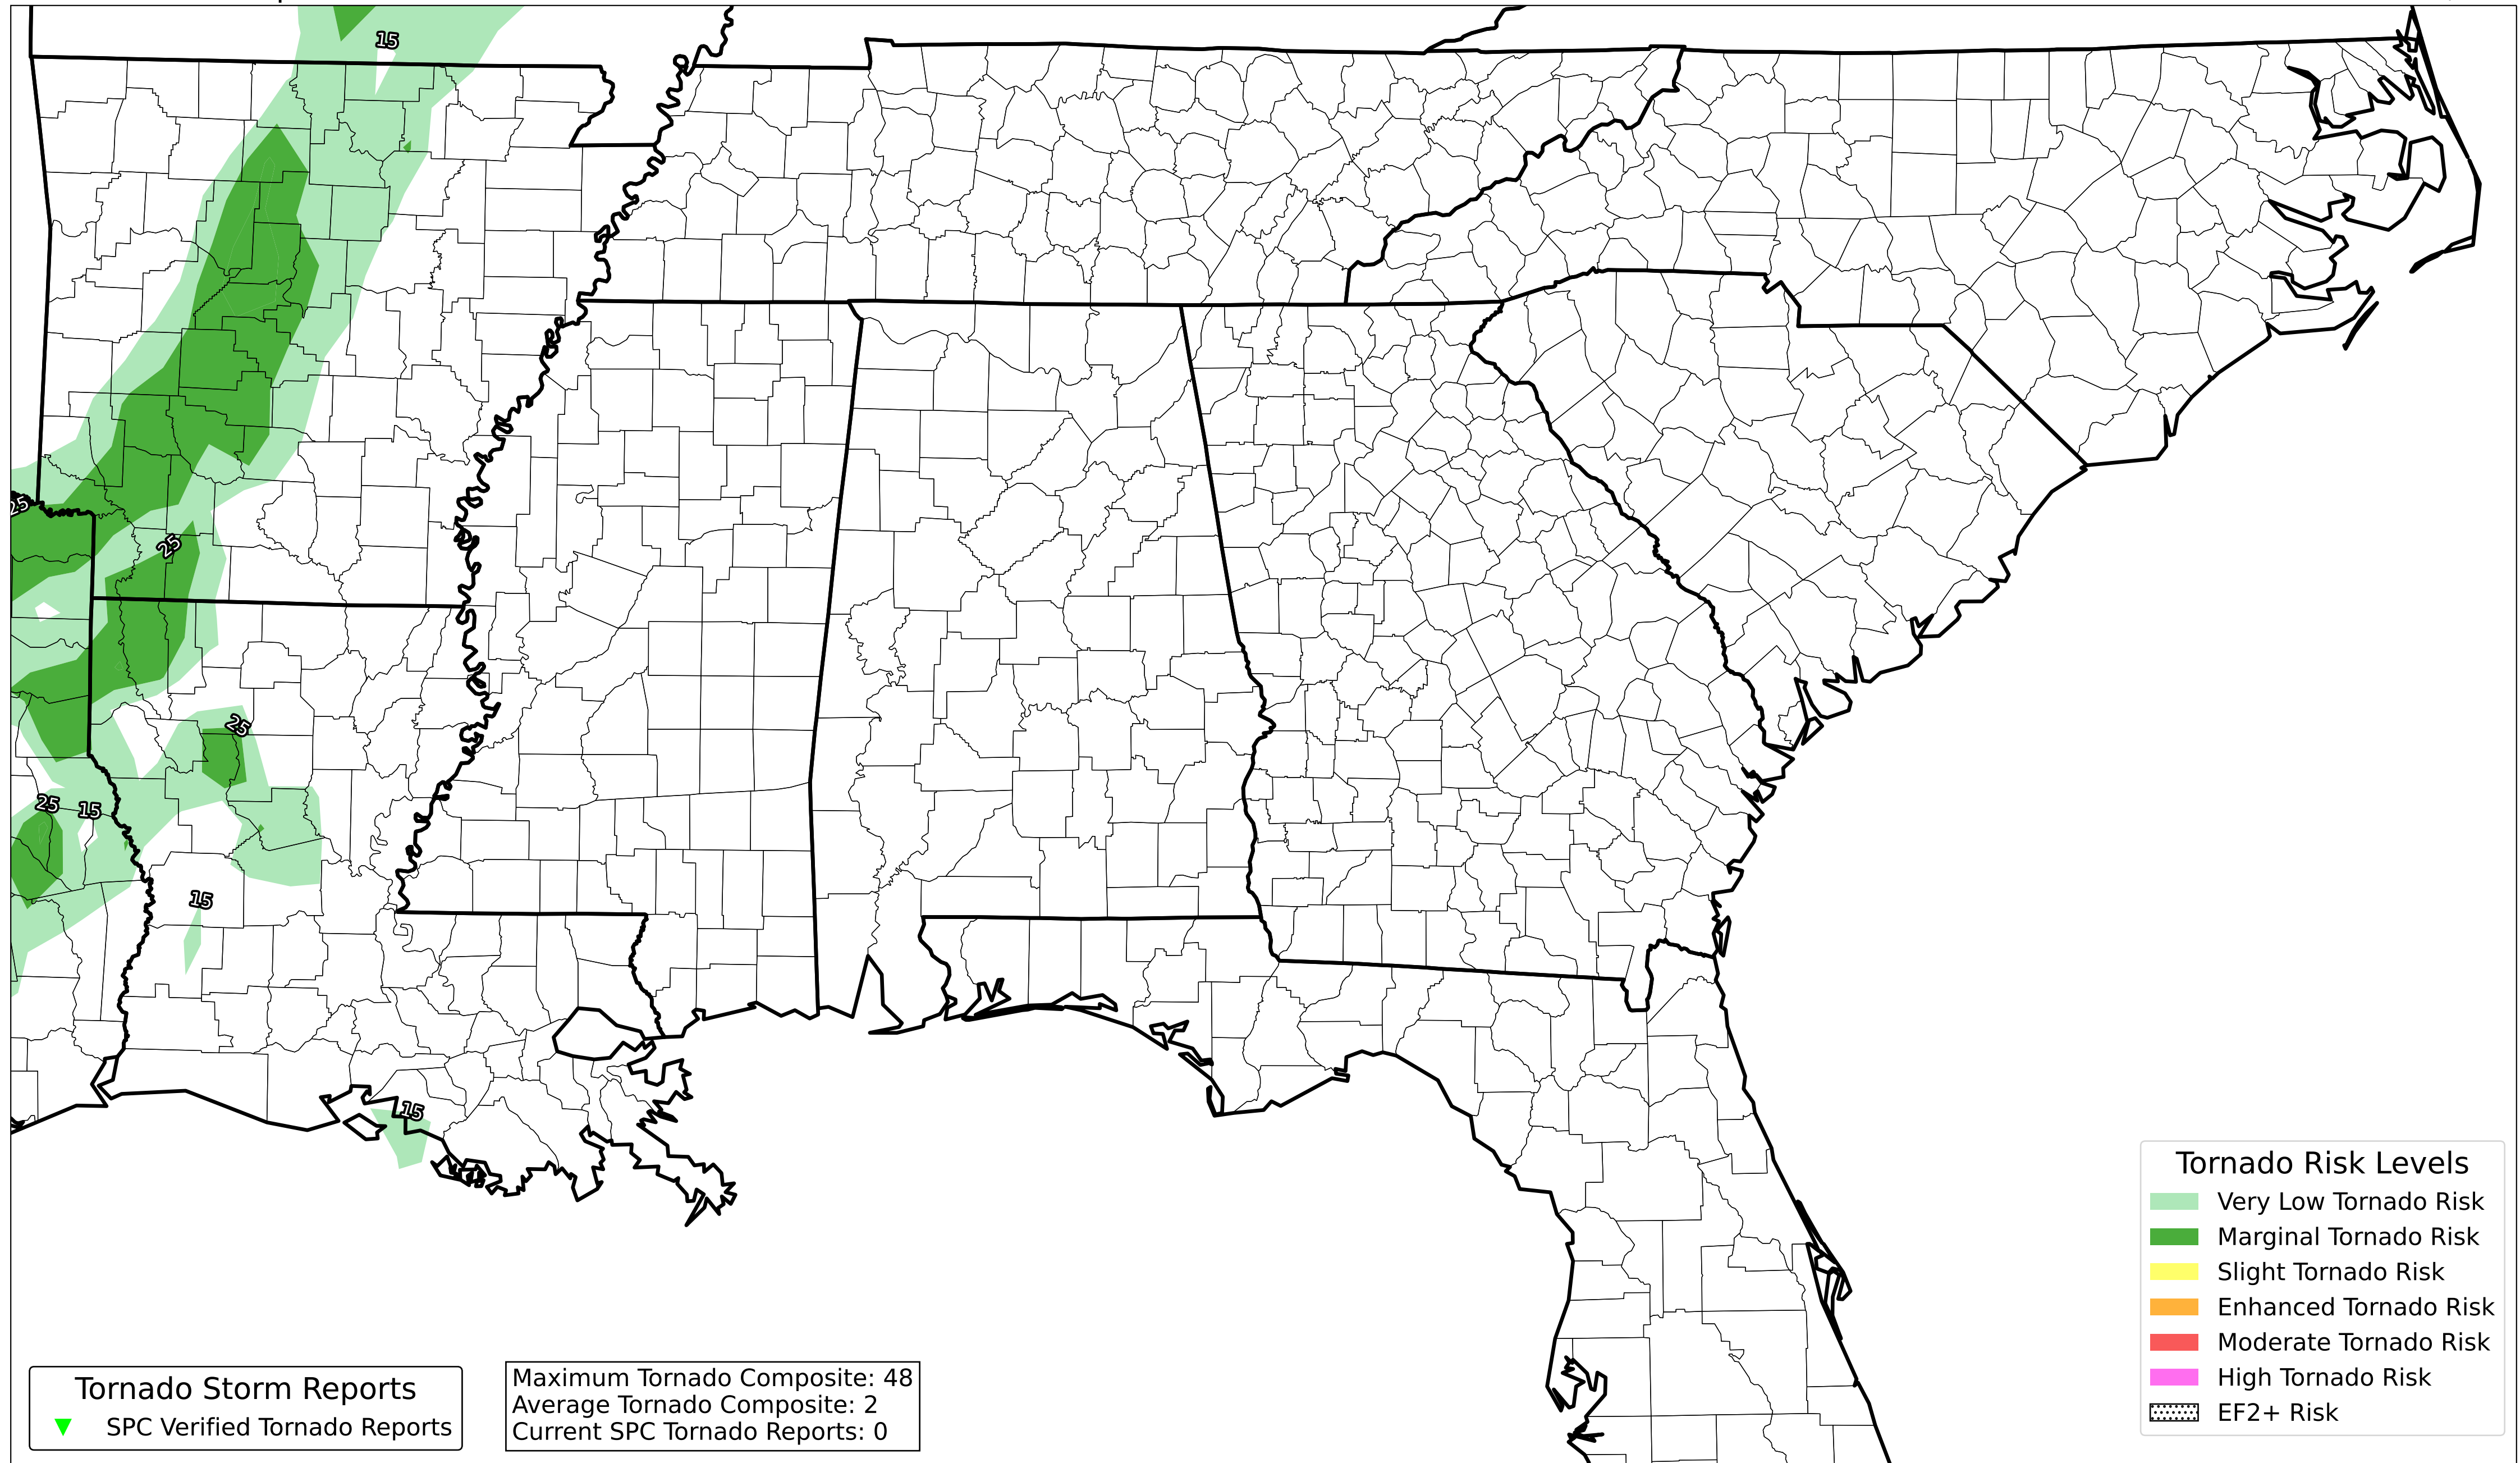 15
25
25
25
25
15
15
15
Tornado Risk Levels
Very Low Tornado Risk
Marginal Tornado Risk
Slight Tornado Risk
Enhanced Tornado Risk
Moderate Tornado Risk
High Tornado Risk
EF2+ Risk
Tornado Storm Reports
SPC Verified Tornado Reports
Maximum Tornado Composite: 48
Average Tornado Composite: 2
Current SPC Tornado Reports: 0